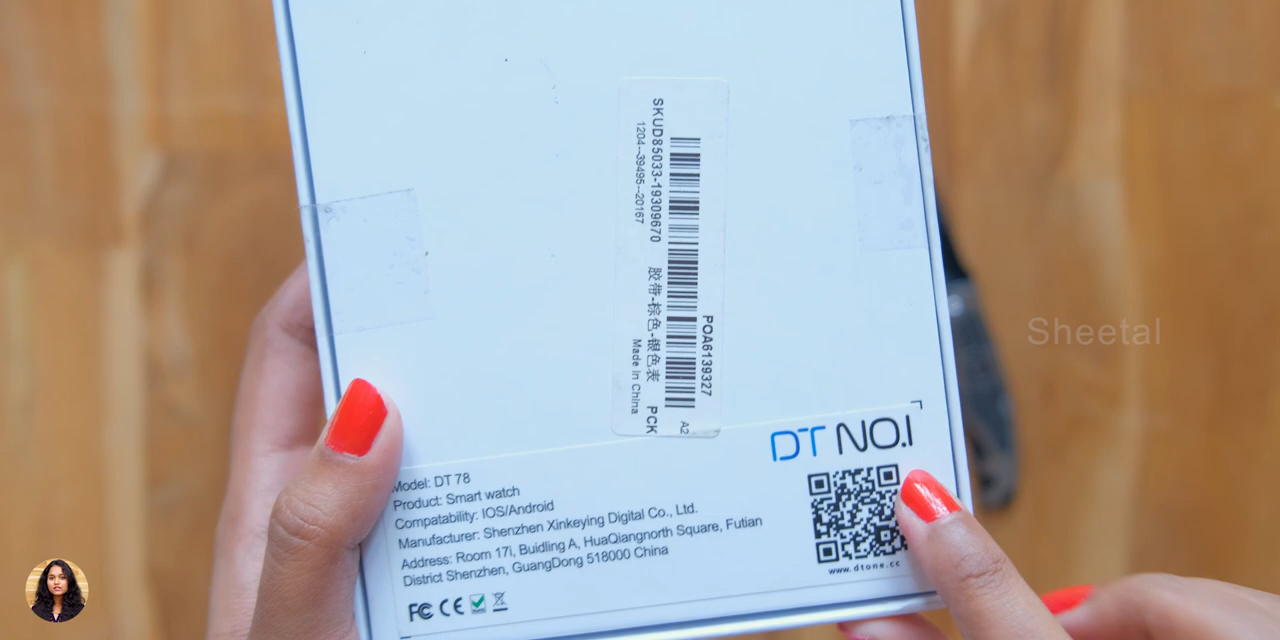 SKUD85033-19309670 胶带-棕色-银色表 PCK
1204--39495--20167
Made in China
POA6139327
A2
Sheetal
DT NO.1
Model: DT 78
Product: Smart watch
Compatability: IOS/Android
Manufacturer: Shenzhen Xinkeying Digital Co., Ltd.
Address: Room 17i, Buidling A, HuaQiangnorth Square, Futian
District Shenzhen, GuangDong 518000 China
www.dtone.cc
FC CE